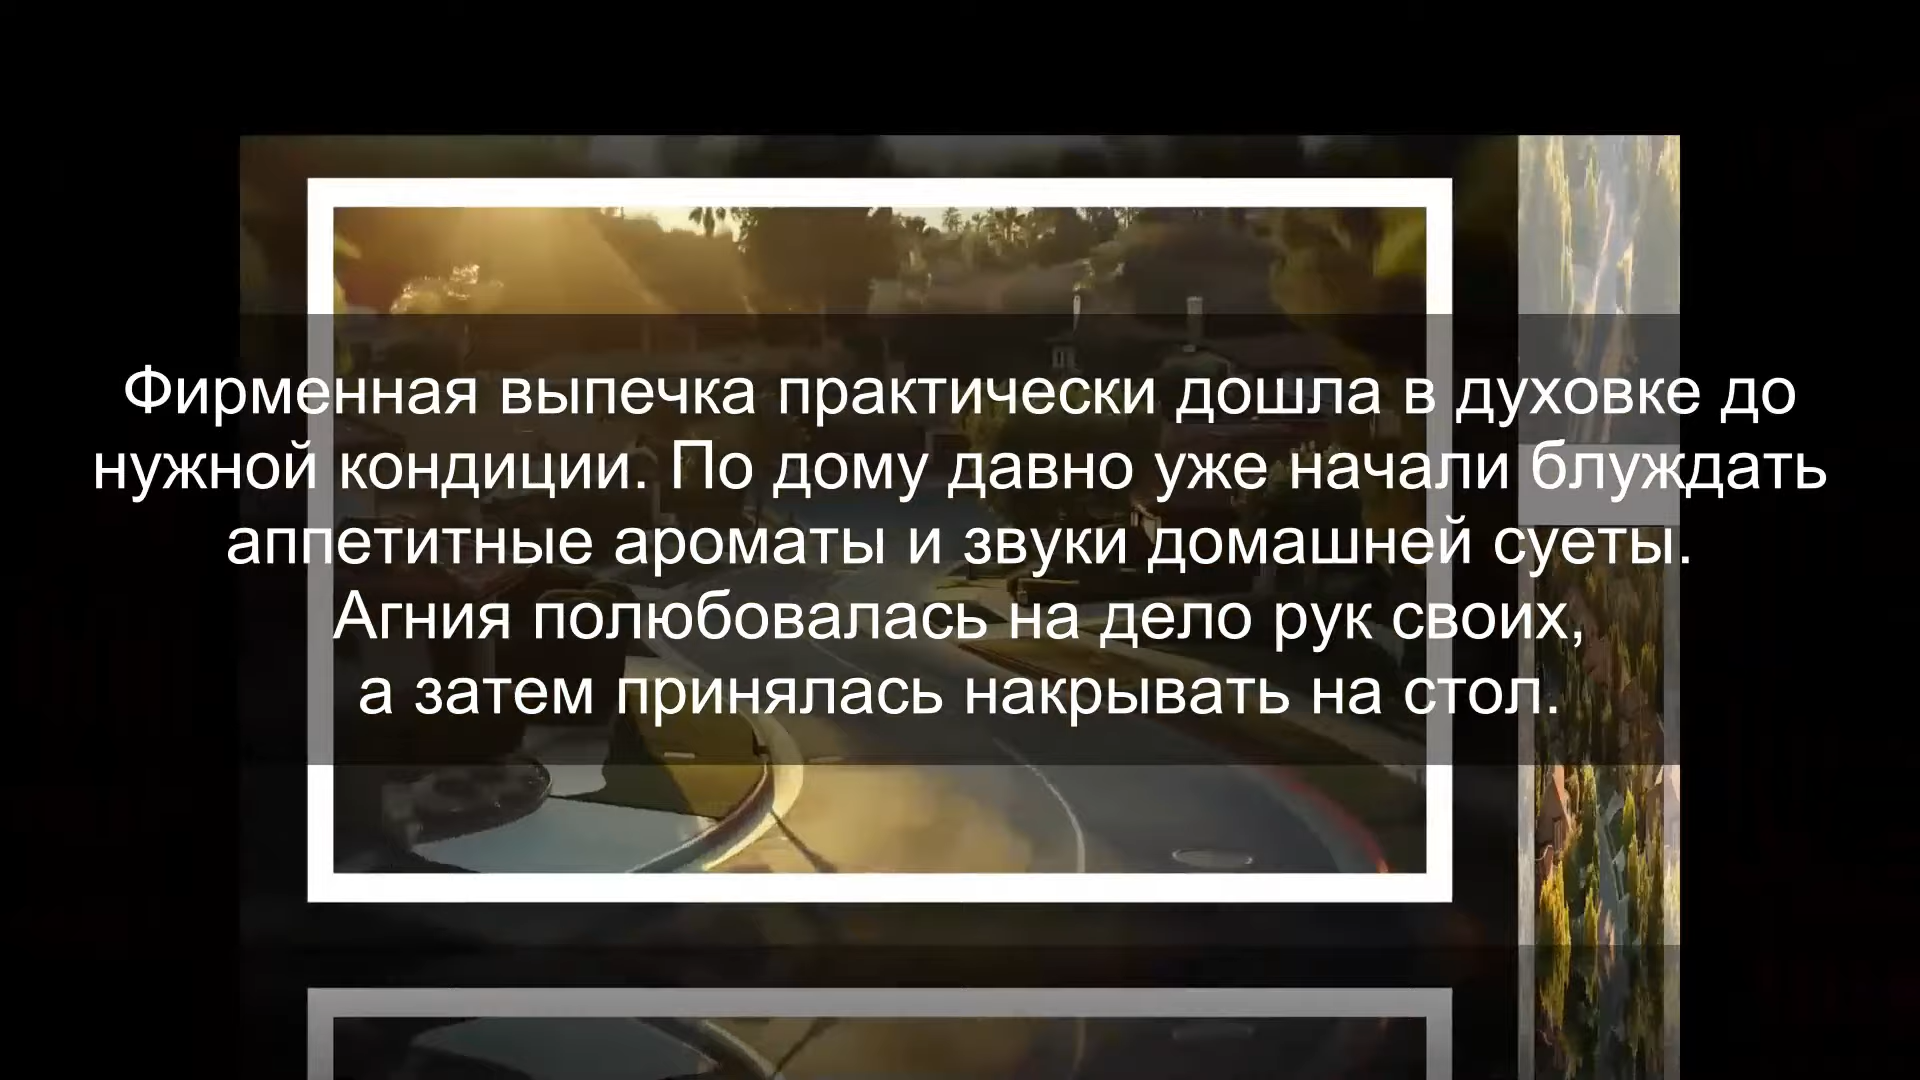 Фирменная выпечка практически дошла в духовке до
нужной кондиции. По дому давно уже начали блуждать
аппетитные ароматы и звуки домашней суеты.
Агния полюбовалась на дело рук своих,
а затем принялась накрывать на стол.